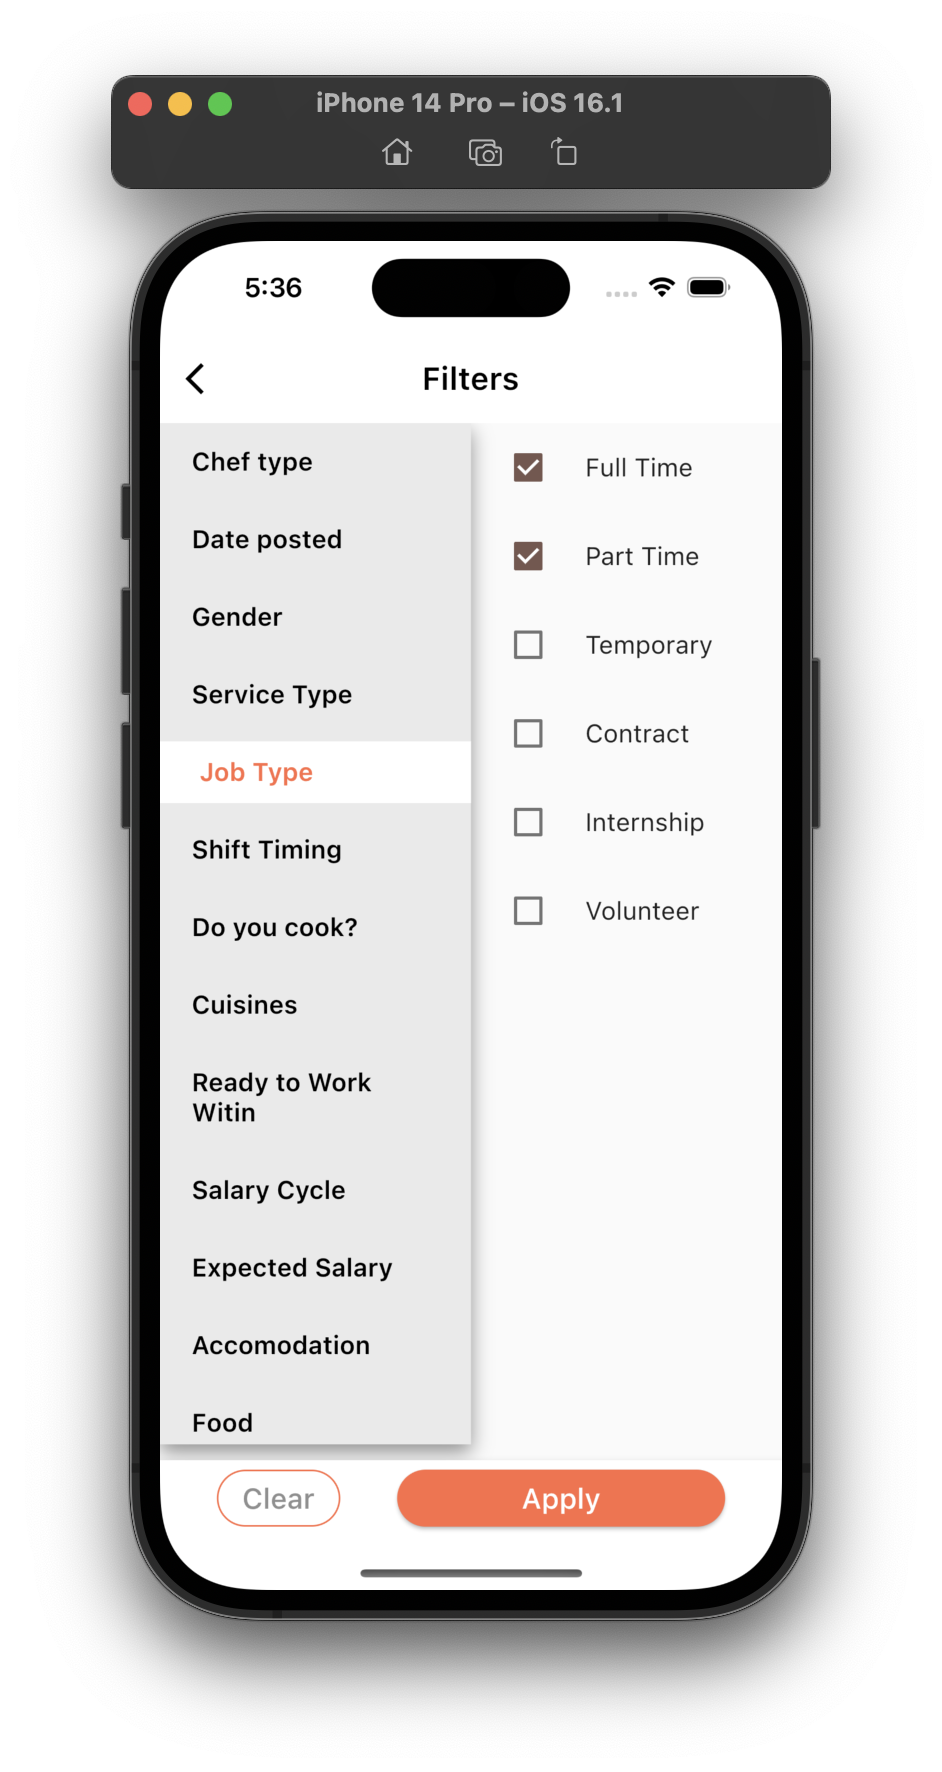 iPhone 14 Pro – iOS 16.1
5:36
Filters
Chef type
Date posted
Gender
Service Type
Job Type
Shift Timing
Do you cook?
Cuisines
Ready to Work
Witin
Salary Cycle
Expected Salary
Accomodation
Food
Full Time
Part Time
Temporary
Contract
Internship
Volunteer
Clear
Apply